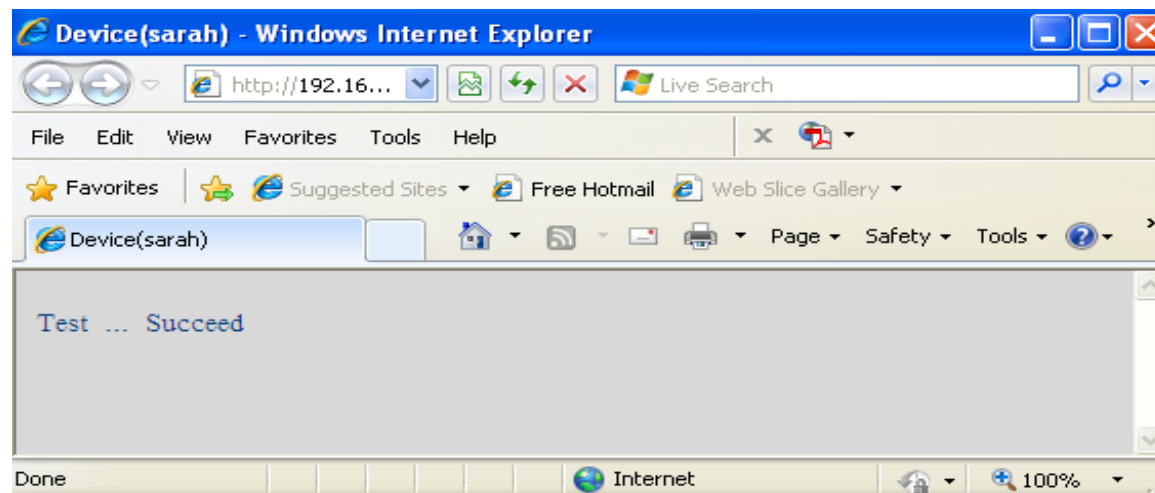 Device(sarah) - Windows Internet Explorer
http://192.16... Live Search
File Edit View Favorites Tools Help
Favorites Suggested Sites Free Hotmail Web Slice Gallery
Device(sarah) Page Safety Tools
Test ... Succeed
Done Internet 100%